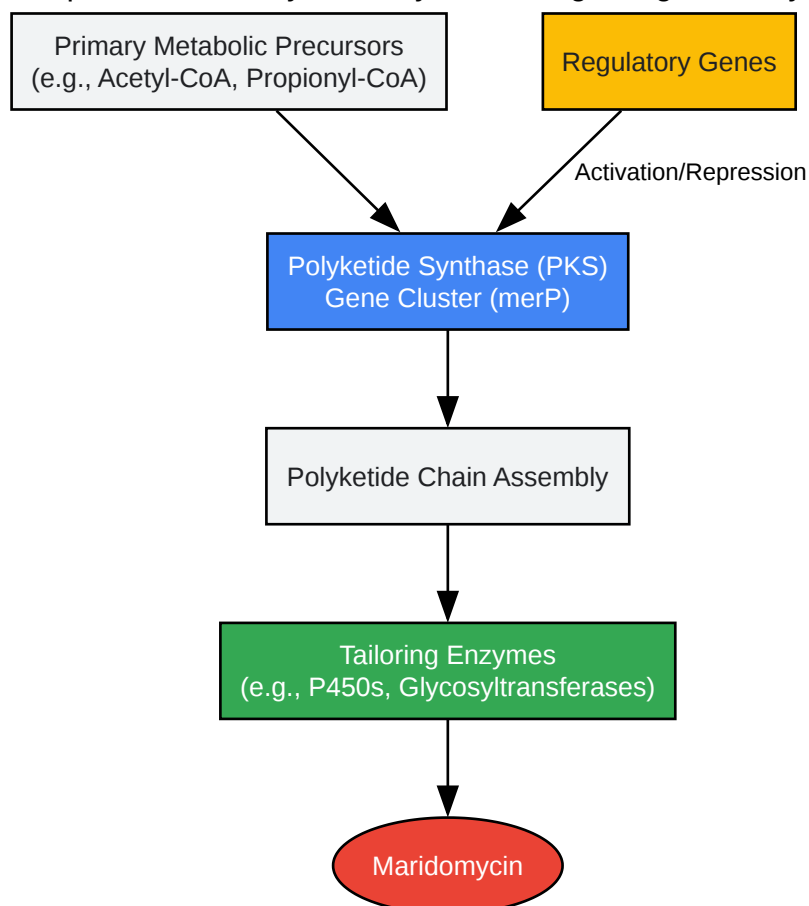 Primary Metabolic Precursors
(e.g., Acetyl-CoA, Propionyl-CoA)
Regulatory Genes
Activation/Repression
Polyketide Synthase (PKS)
Gene Cluster (merP)
Polyketide Chain Assembly
Tailoring Enzymes
(e.g., P450s, Glycosyltransferases)
Maridomycin